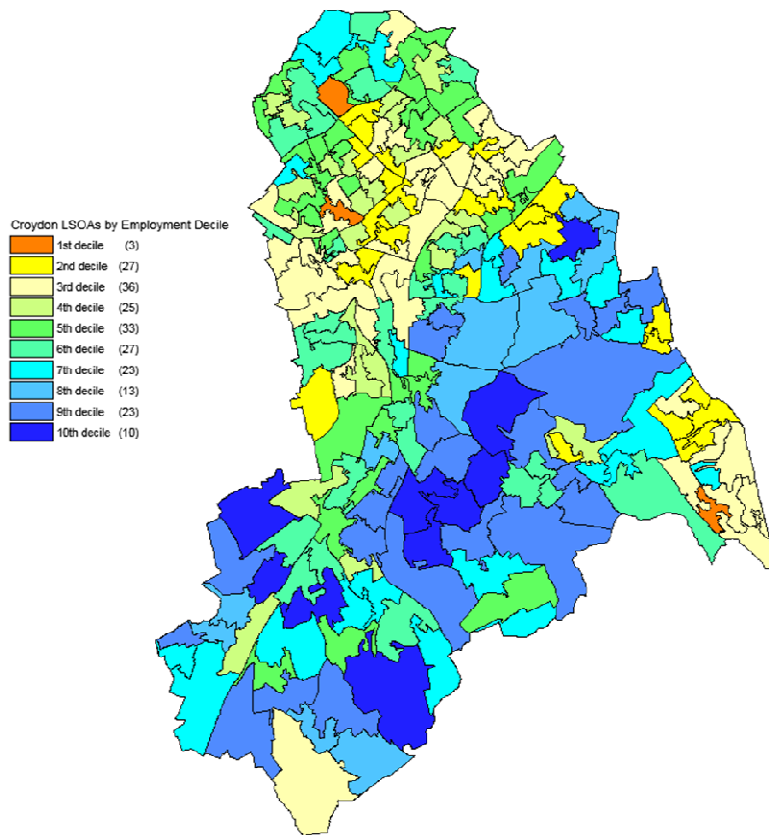 Croydon LSOAs by Employment Decile
1st decile (3)
2nd decile (27)
3rd decile (36)
4th decile (25)
5th decile (33)
6th decile (27)
7th decile (23)
8th decile (13)
9th decile (23)
10th decile (10)